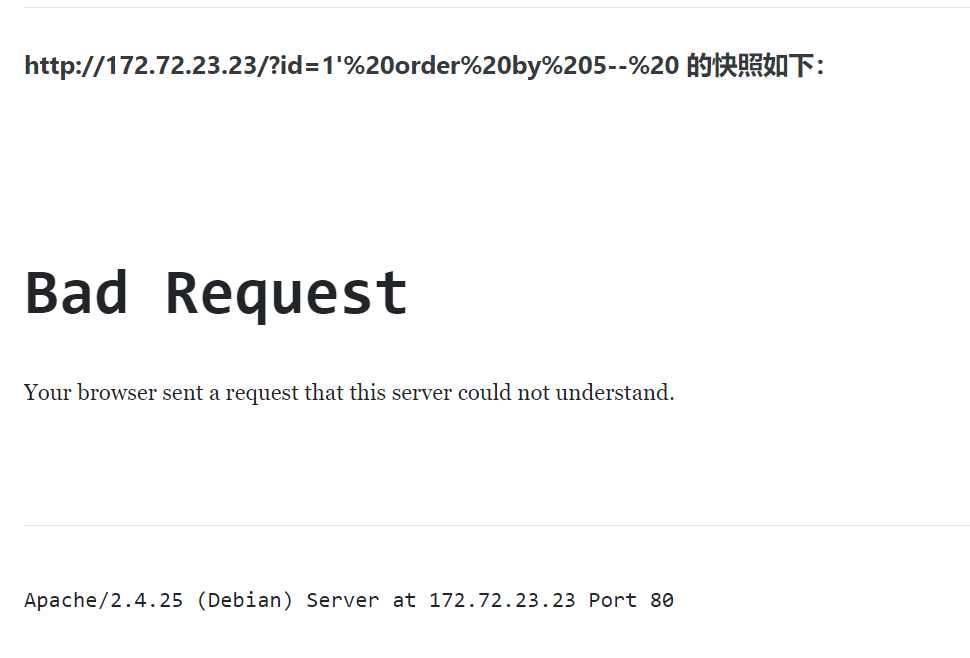 http://172.72.23.23/?id=1'%20order%20by%205--%20 的快照如下：
Bad Request
Your browser sent a request that this server could not understand.
Apache/2.4.25 (Debian) Server at 172.72.23.23 Port 80